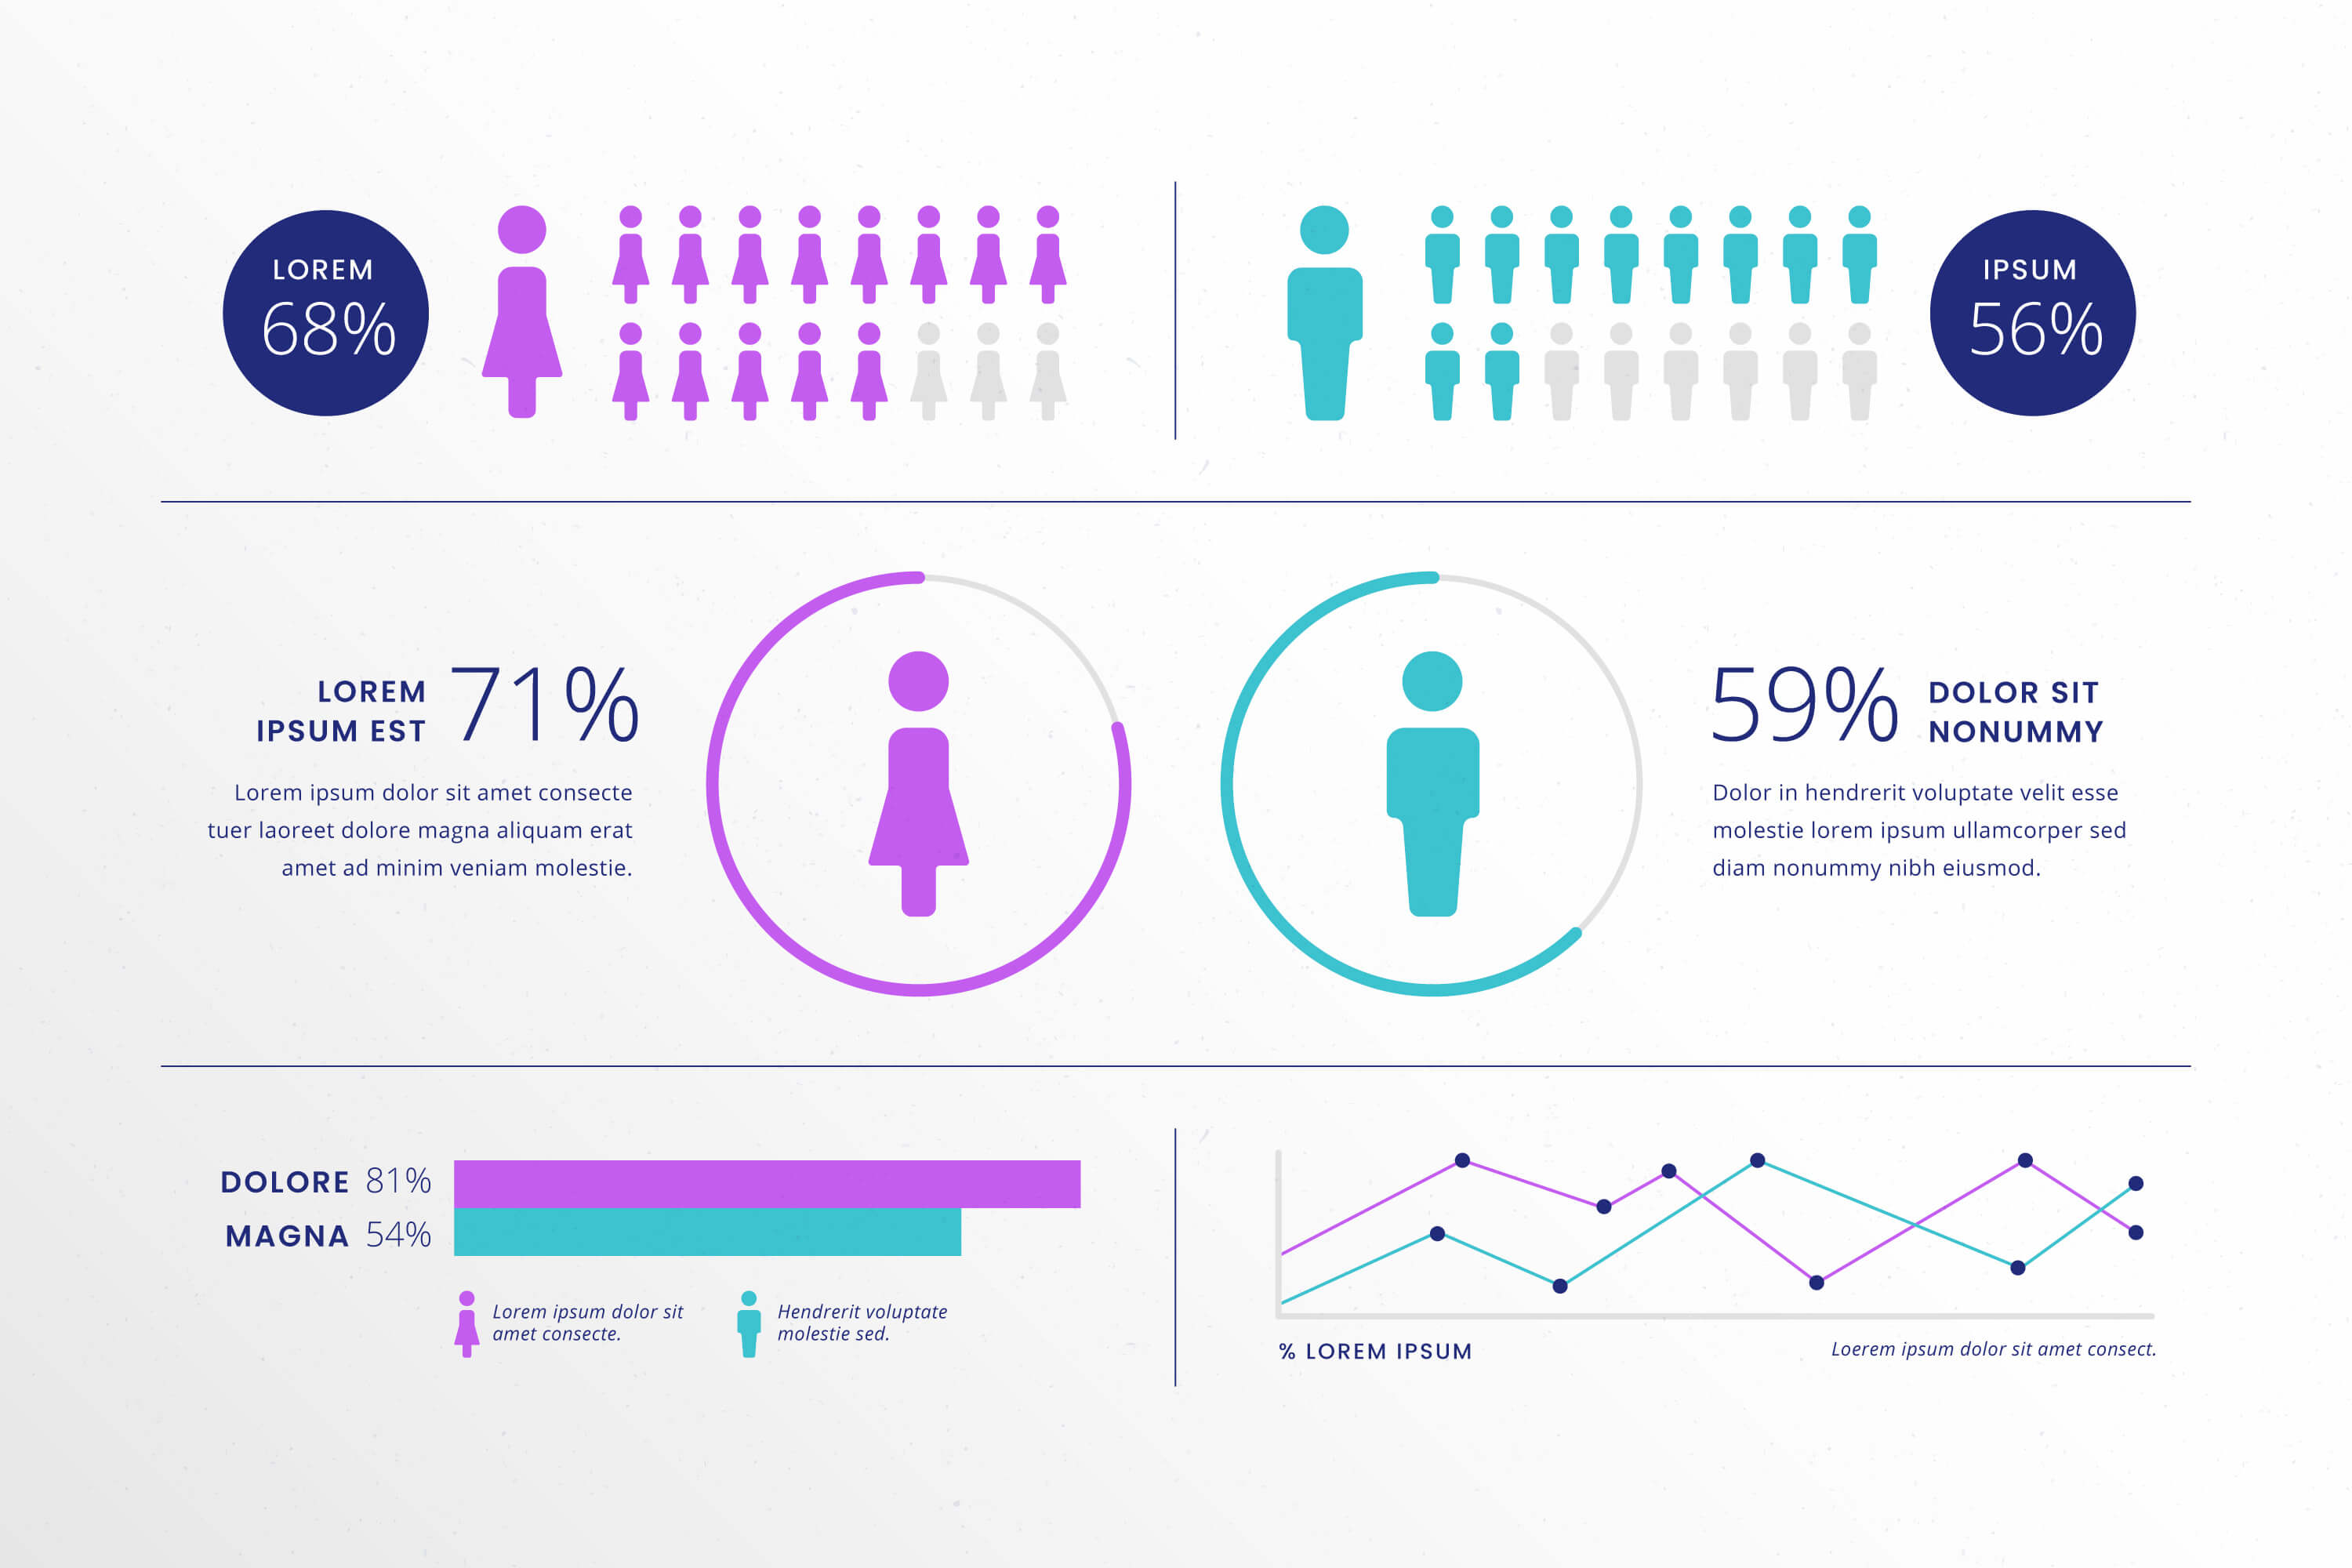 LOREM
68%
IPSUM
56%
LOREM
IPSUM EST
71%
Lorem ipsum dolor sit amet consecte
tuer laoreet dolore magna aliquam erat
amet ad minim veniam molestie.
59%
DOLOR SIT
NONUMMY
Dolor in hendrerit voluptate velit esse
molestie lorem ipsum ullamcorper sed
diam nonummy nibh eiusmod.
DOLORE 81%
MAGNA 54%
Lorem ipsum dolor sit
amet consecte.
Hendrerit voluptate
molestie sed.
% LOREM IPSUM
Loerem ipsum dolor sit amet consect.